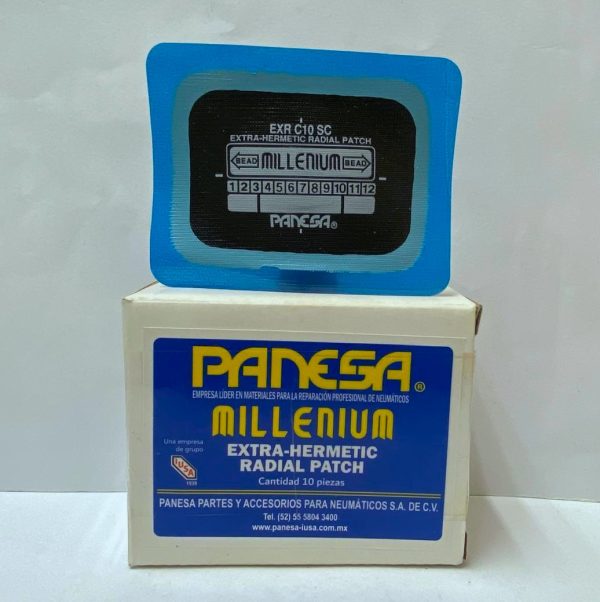 EXR C10 SC
EXTRA-HERMETIC RADIAL PATCH
BEAD MILLENIUM BEAD
1 2 3 4 5 6 7 8 9 10 11 12
PANESA®
PANESA®
EMPRESA LÍDER EN MATERIALES PARA LA REPARACIÓN PROFESIONAL DE NEUMÁTICOS
MILLENIUM
EXTRA-HERMETIC
RADIAL PATCH
Cantidad 10 piezas
Una empresa
de grupo
IUSA
1939
PANESA PARTES Y ACCESORIOS PARA NEUMÁTICOS S.A. DE C.V.
Tel. (52) 55 5804 3400
www.panesa-iusa.com.mx